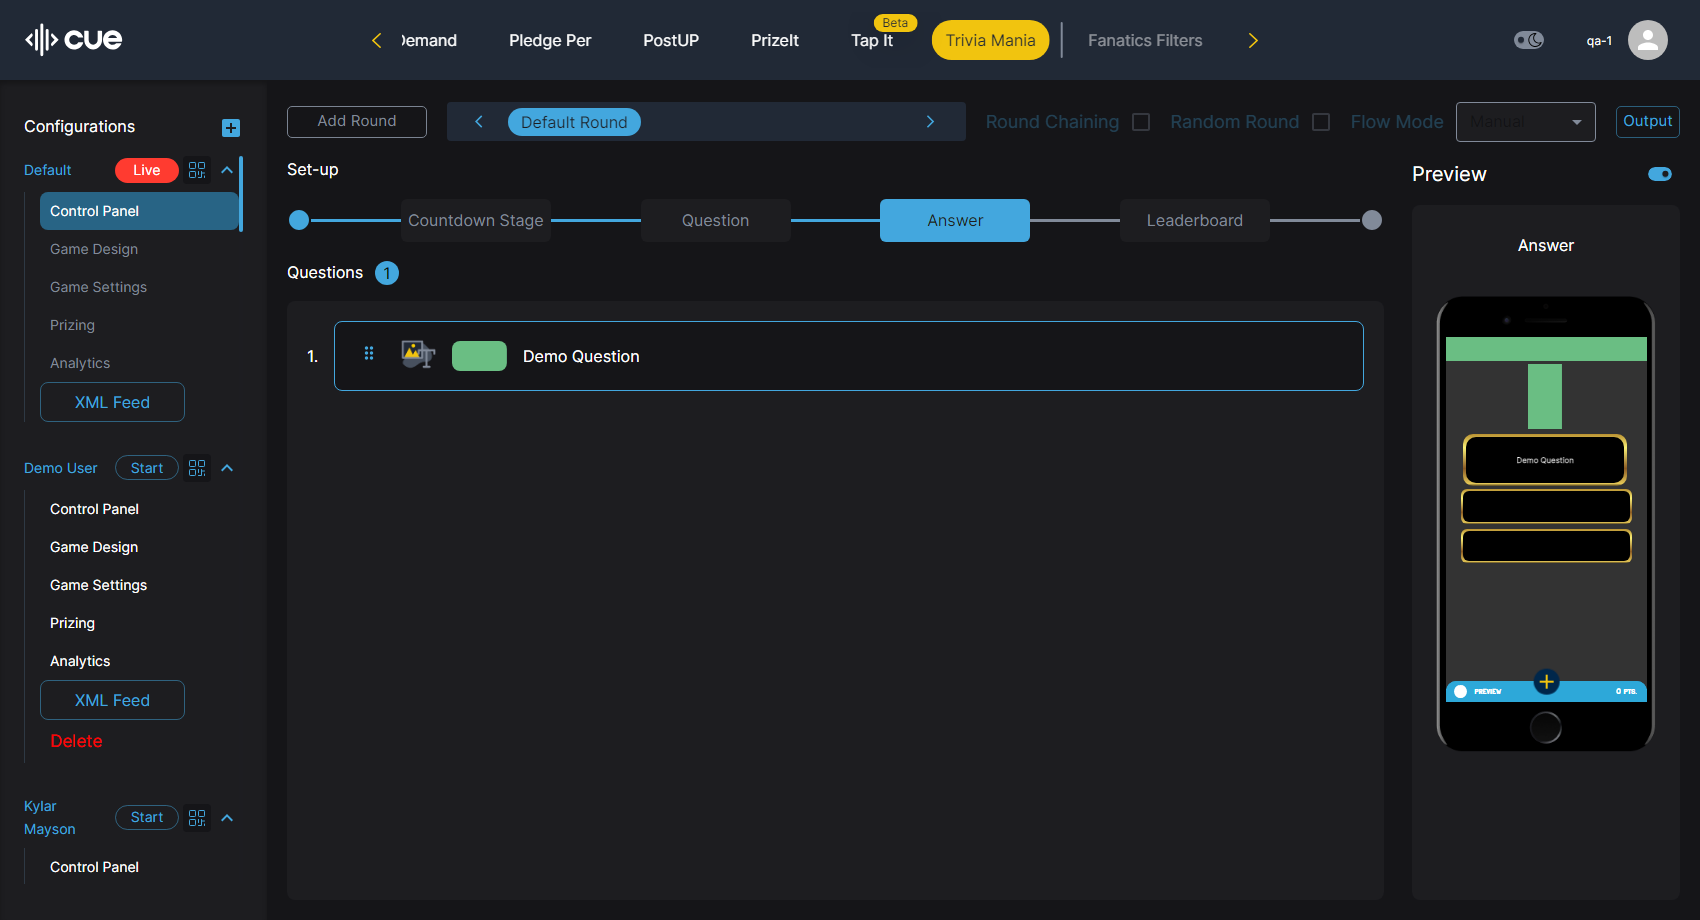 cue
Demand
Pledge Per
PostUP
PrizeIt
Tap It
Beta
Trivia Mania
Fanatics Filters
qa-1
Configurations
Add Round
Default Round
Round Chaining
Random Round
Flow Mode
Manual
Output
Default
Live
Control Panel
Game Design
Game Settings
Prizing
Analytics
XML Feed
Demo User
Start
Control Panel
Game Design
Game Settings
Prizing
Analytics
XML Feed
Delete
Kylar
Mayson
Start
Control Panel
Set-up
Countdown Stage
Question
Answer
Leaderboard
Questions
1
1.
Demo Question
Preview
Answer
Demo Question
PREVIEW
0 PTS.